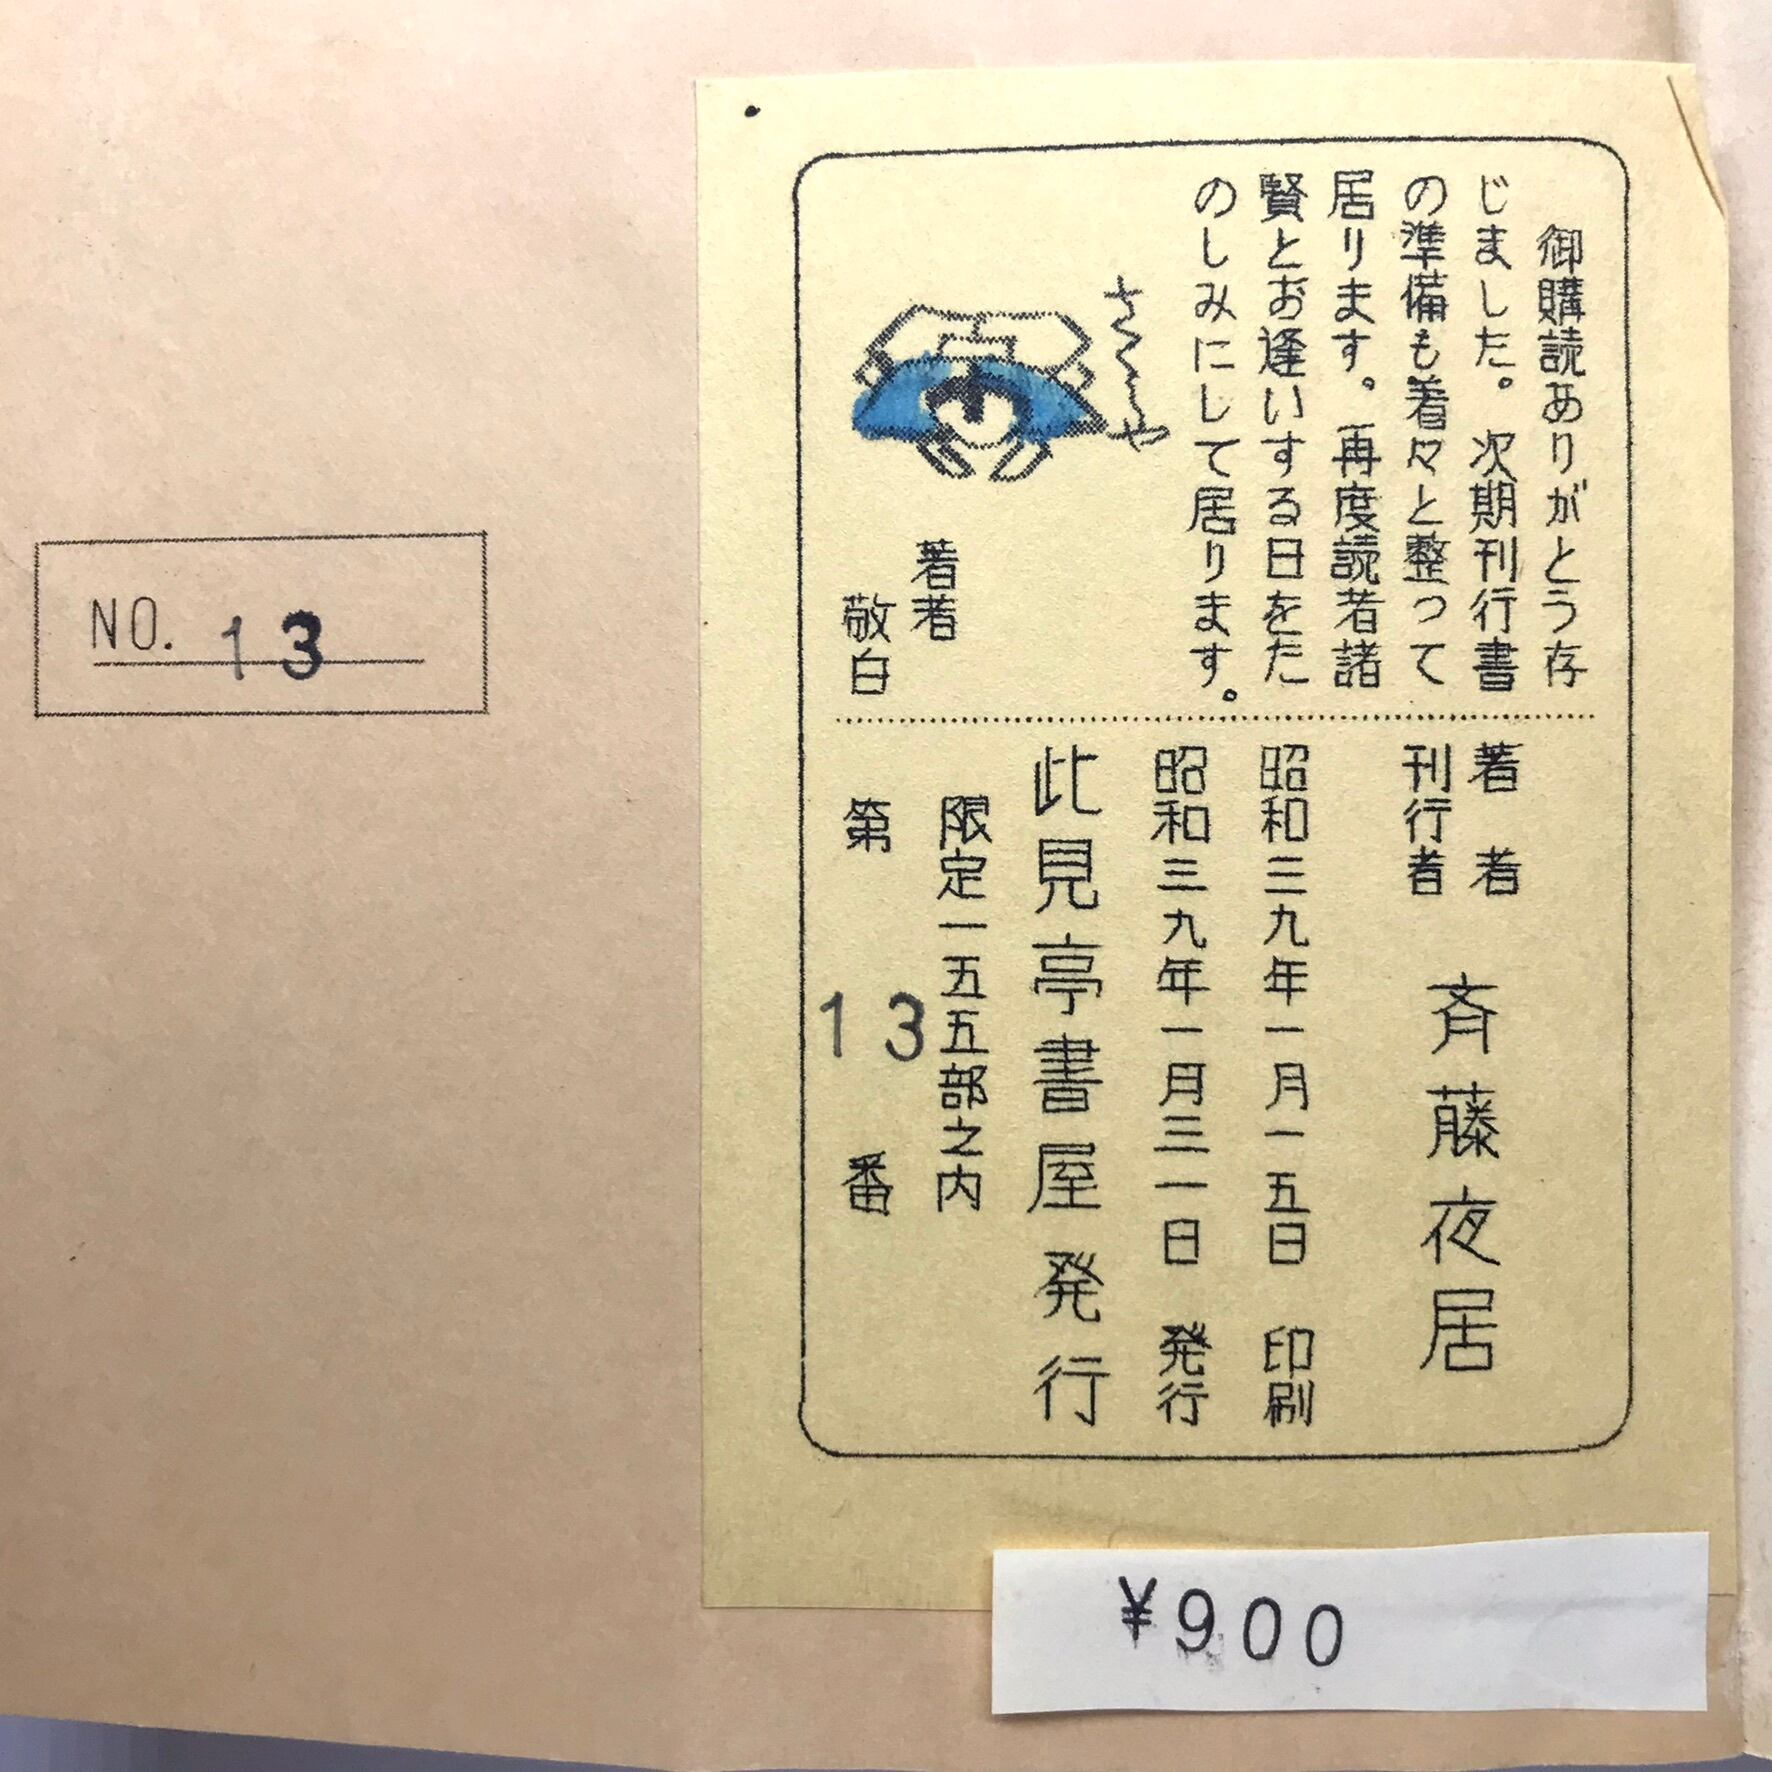 御購読ありがとう存
じました。次期刊行書
の準備も着々と整って
居ります。再度読者諸
賢とお逢いする日をた
のしみにして居ります。
著者
敬白
著者
刊行者
斉藤夜居
昭和三九年一月一五日 印刷
昭和三九年一月三一日 発行
此見亭書屋発行
限定一五五部之内
第 13 番
NO. 13
¥900